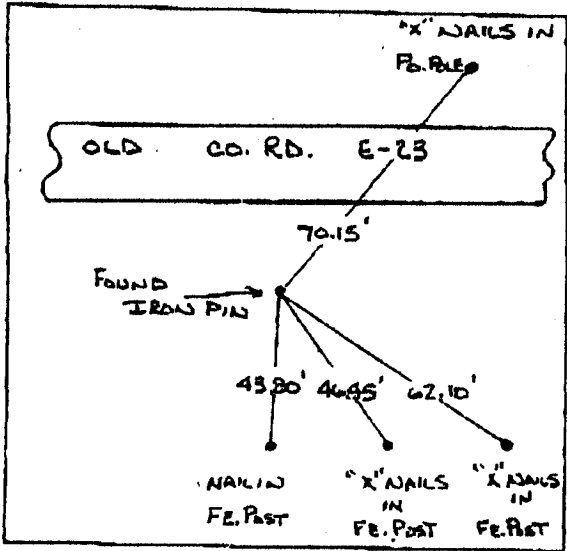 "X" NAILS IN
PO. POLE
OLD CO. RD. E-23
70.15'
FOUND
IRON PIN
43.80' 46.95' 62.10'
NAIL IN
FE. POST
"X" NAILS
IN
FE. POST
"X" NAILS
IN
FE. POST